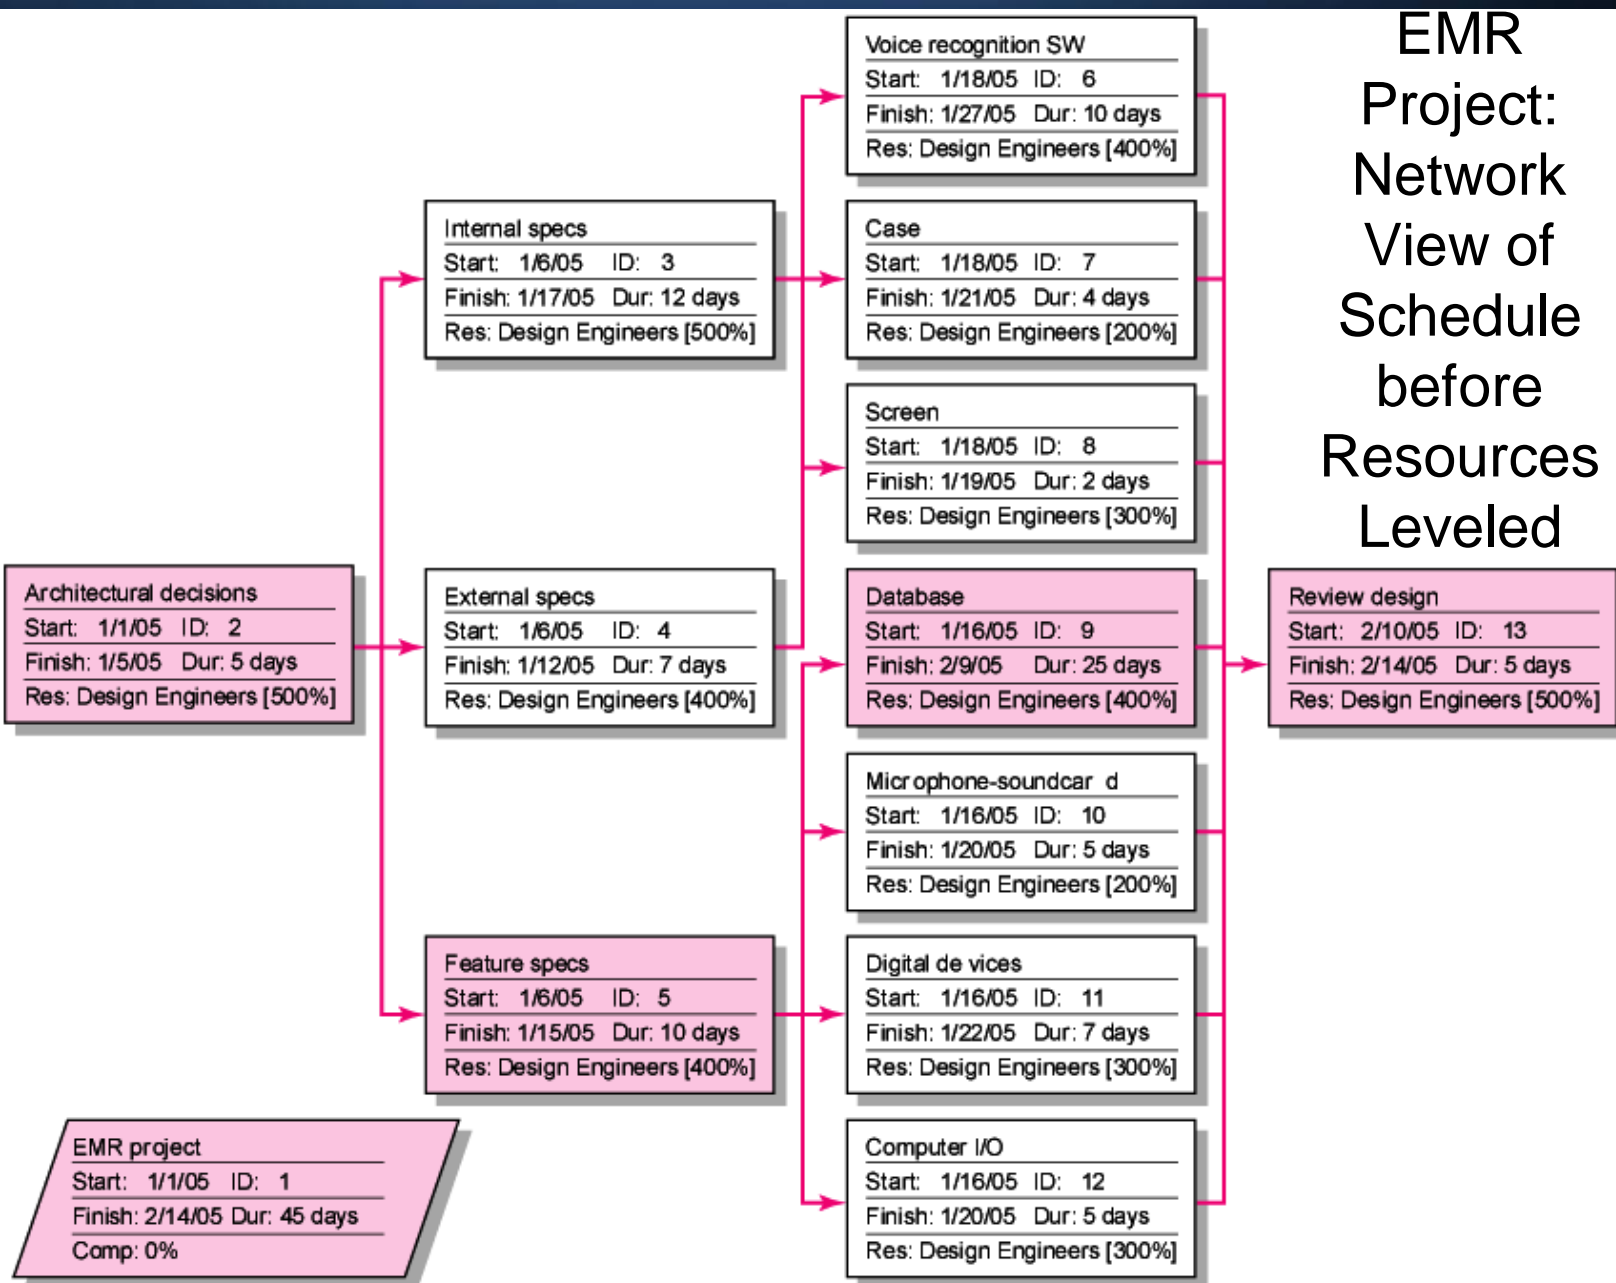 EMR
Project:
Network
View of
Schedule
before
Resources
Leveled
Voice recognition SW
Start: 1/18/05 ID: 6
Finish: 1/27/05 Dur: 10 days
Res: Design Engineers [400%]
Internal specs
Start: 1/6/05 ID: 3
Finish: 1/17/05 Dur: 12 days
Res: Design Engineers [500%]
Case
Start: 1/18/05 ID: 7
Finish: 1/21/05 Dur: 4 days
Res: Design Engineers [200%]
Screen
Start: 1/18/05 ID: 8
Finish: 1/19/05 Dur: 2 days
Res: Design Engineers [300%]
Architectural decisions
Start: 1/1/05 ID: 2
Finish: 1/5/05 Dur: 5 days
Res: Design Engineers [500%]
External specs
Start: 1/6/05 ID: 4
Finish: 1/12/05 Dur: 7 days
Res: Design Engineers [400%]
Database
Start: 1/16/05 ID: 9
Finish: 2/9/05 Dur: 25 days
Res: Design Engineers [400%]
Review design
Start: 2/10/05 ID: 13
Finish: 2/14/05 Dur: 5 days
Res: Design Engineers [500%]
Microphone-soundcar d
Start: 1/16/05 ID: 10
Finish: 1/20/05 Dur: 5 days
Res: Design Engineers [200%]
Feature specs
Start: 1/6/05 ID: 5
Finish: 1/15/05 Dur: 10 days
Res: Design Engineers [400%]
Digital de vices
Start: 1/16/05 ID: 11
Finish: 1/22/05 Dur: 7 days
Res: Design Engineers [300%]
EMR project
Start: 1/1/05 ID: 1
Finish: 2/14/05 Dur: 45 days
Comp: 0%
Computer I/O
Start: 1/16/05 ID: 12
Finish: 1/20/05 Dur: 5 days
Res: Design Engineers [300%]